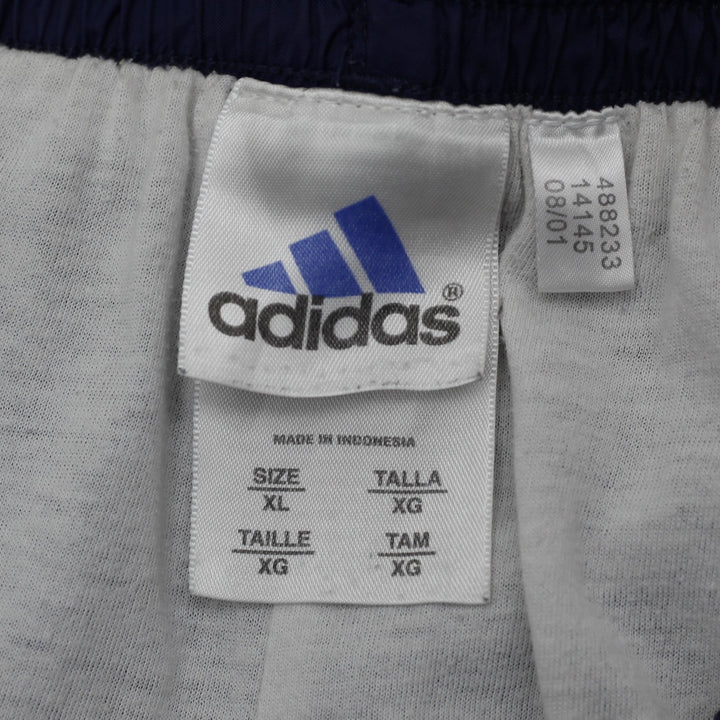 adidas®
MADE IN INDONESIA
SIZE TALLA
XL XG
TAILLE TAM
XG XG
488233
14145
08/01